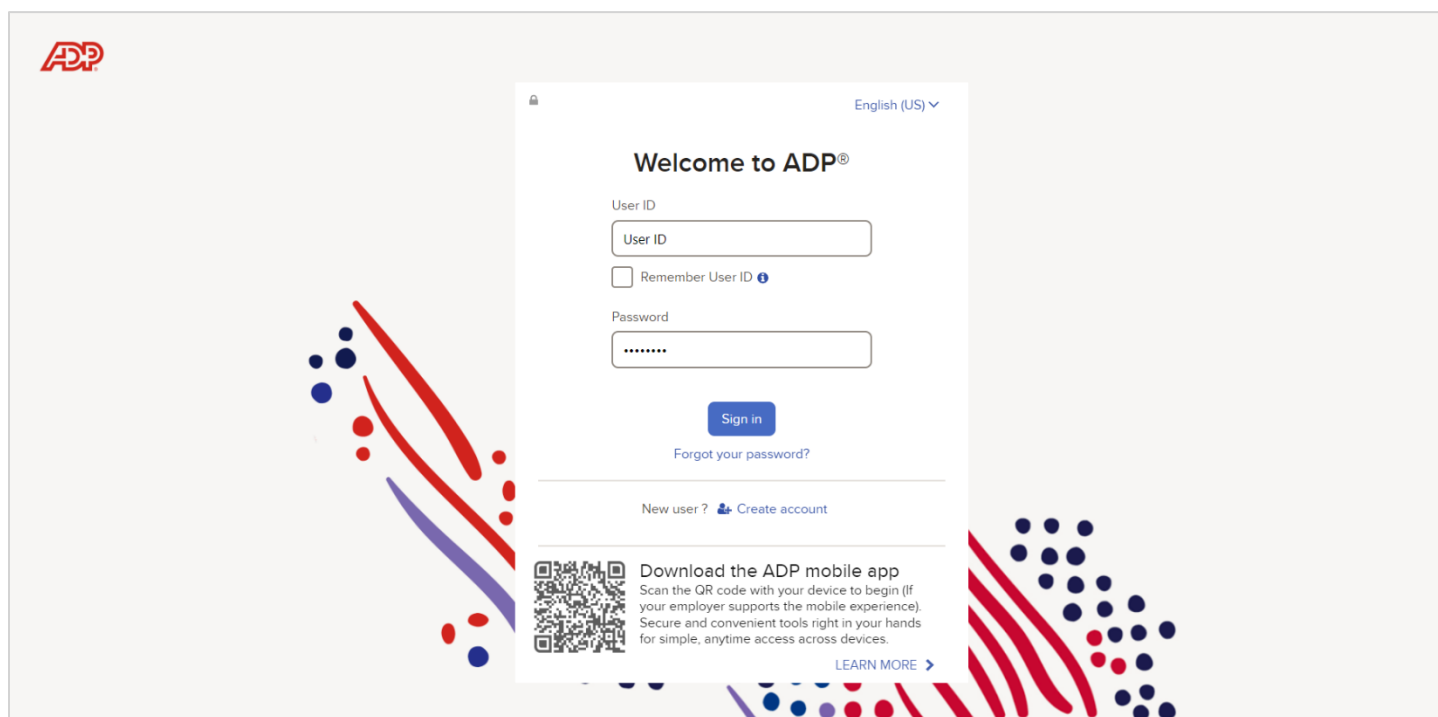 ADP
English (US)
Welcome to ADP®
User ID
User ID
Remember User ID
Password
••••••••
Sign in
Forgot your password?
New user ? Create account
Download the ADP mobile app
Scan the QR code with your device to begin (If
your employer supports the mobile experience).
Secure and convenient tools right in your hands
for simple, anytime access across devices.
LEARN MORE